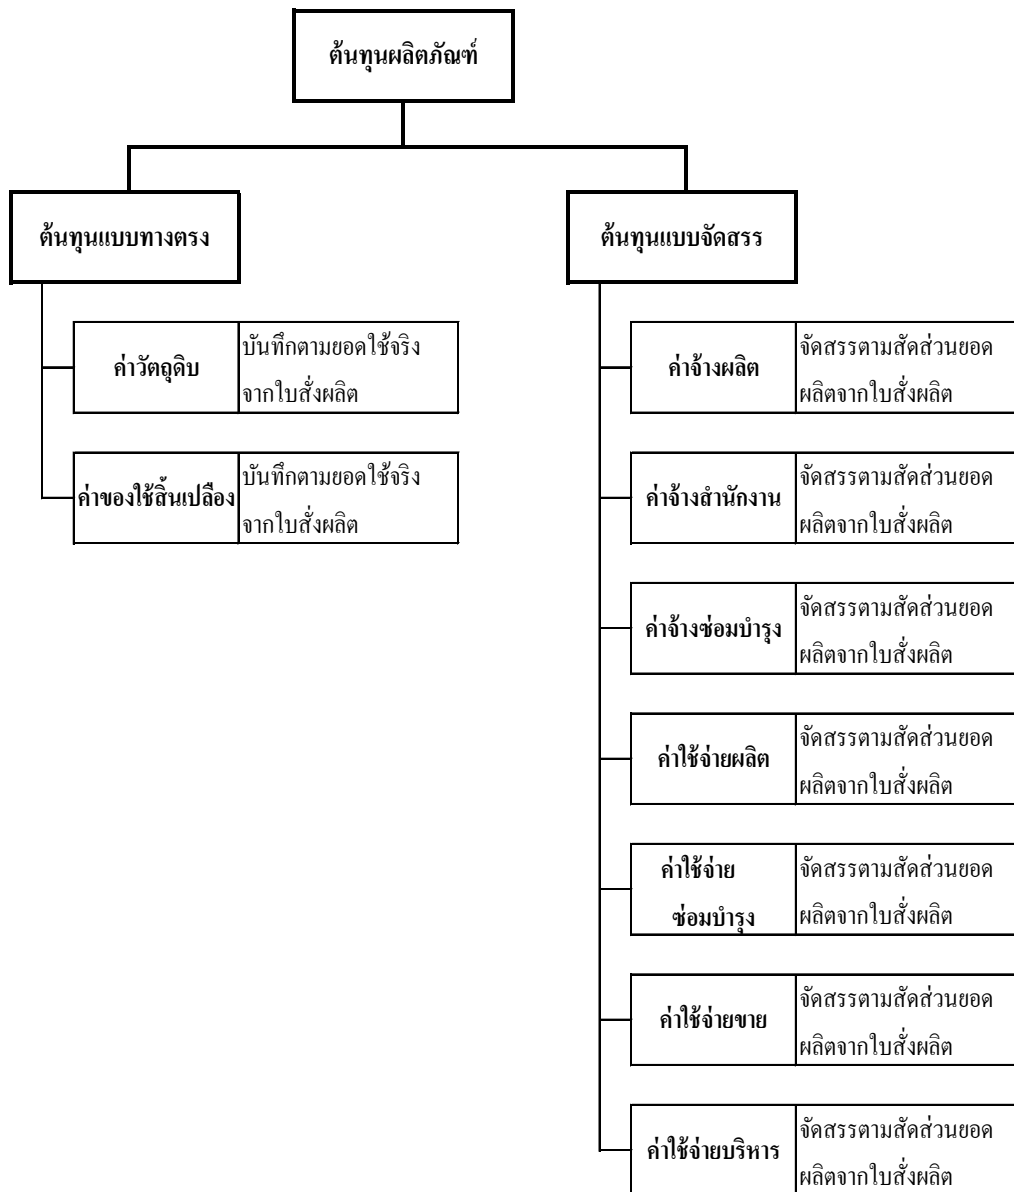 ต้นทุนผลิตภัณฑ์
ต้นทุนแบบทางตรง
ค่าวัตถุดิบ
บันทึกตามยอดใช้จริง
จากใบสั่งผลิต
ค่าของใช้สิ้นเปลือง
บันทึกตามยอดใช้จริง
จากใบสั่งผลิต
ต้นทุนแบบจัดสรร
ค่าจ้างผลิต
จัดสรรตามสัดส่วนยอด
ผลิตจากใบสั่งผลิต
ค่าจ้างสำนักงาน
จัดสรรตามสัดส่วนยอด
ผลิตจากใบสั่งผลิต
ค่าจ้างซ่อมบำรุง
จัดสรรตามสัดส่วนยอด
ผลิตจากใบสั่งผลิต
ค่าใช้จ่ายผลิต
จัดสรรตามสัดส่วนยอด
ผลิตจากใบสั่งผลิต
ค่าใช้จ่าย
ซ่อมบำรุง
จัดสรรตามสัดส่วนยอด
ผลิตจากใบสั่งผลิต
ค่าใช้จ่ายขาย
จัดสรรตามสัดส่วนยอด
ผลิตจากใบสั่งผลิต
ค่าใช้จ่ายบริหาร
จัดสรรตามสัดส่วนยอด
ผลิตจากใบสั่งผลิต